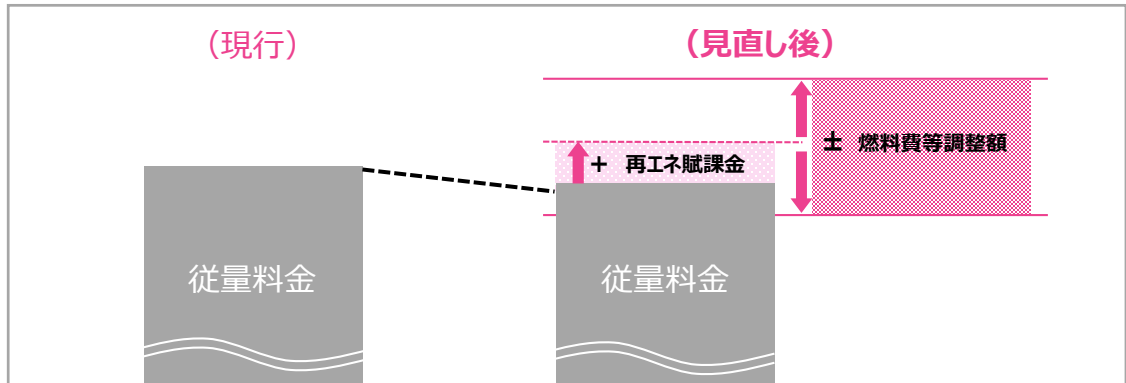 （現行）
（見直し後）
± 燃料費等調整額
＋ 再エネ賦課金
従量料金
従量料金